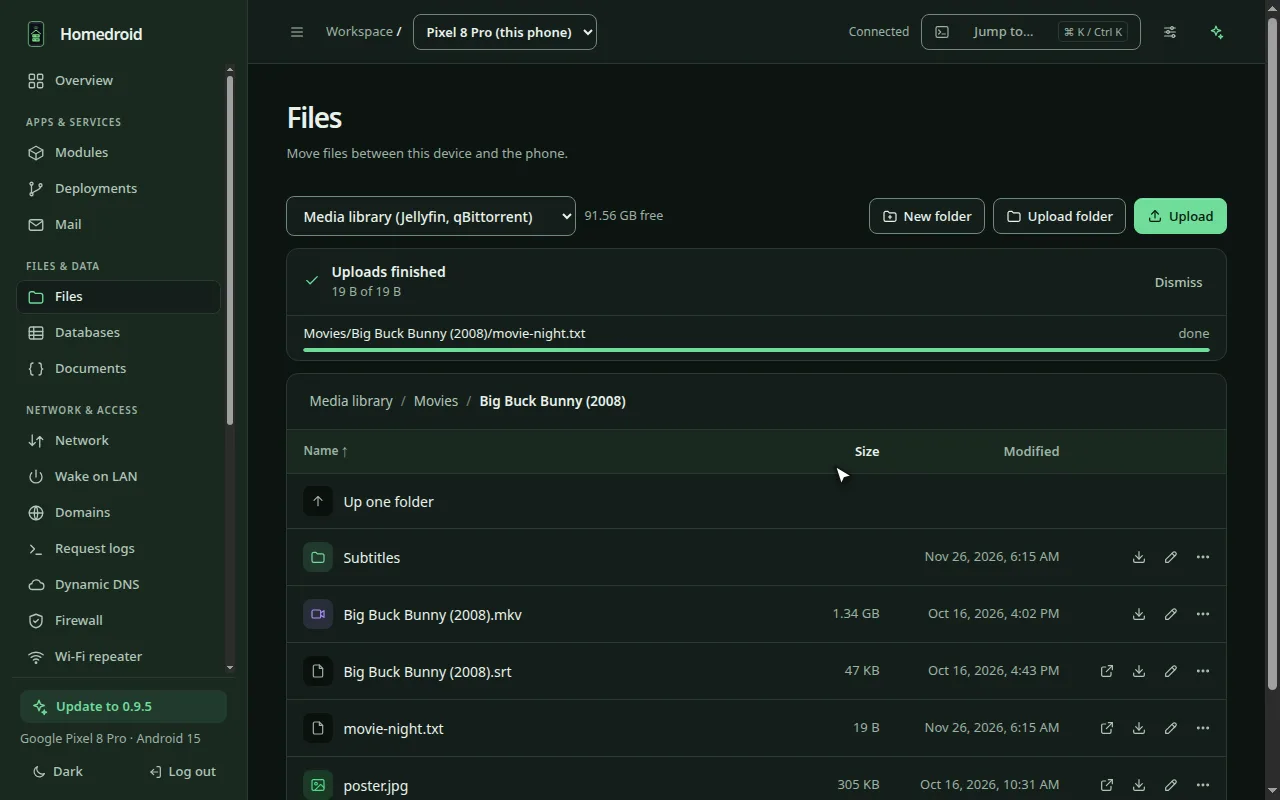 Homedroid
Workspace /
Pixel 8 Pro (this phone)
Connected
Jump to...
⌘ K / Ctrl K
Overview
APPS & SERVICES
Modules
Deployments
Mail
FILES & DATA
Files
Databases
Documents
NETWORK & ACCESS
Network
Wake on LAN
Domains
Request logs
Dynamic DNS
Firewall
Wi-Fi repeater
Update to 0.9.5
Google Pixel 8 Pro · Android 15
Dark
Log out
Files
Move files between this device and the phone.
Media library (Jellyfin, qBittorrent)
91.56 GB free
New folder
Upload folder
Upload
Uploads finished
19 B of 19 B
Dismiss
Movies/Big Buck Bunny (2008)/movie-night.txt
done
Media library / Movies / Big Buck Bunny (2008)
Name ↑ Size Modified
Up one folder
Subtitles Nov 26, 2026, 6:15 AM
Big Buck Bunny (2008).mkv 1.34 GB Oct 16, 2026, 4:02 PM
Big Buck Bunny (2008).srt 47 KB Oct 16, 2026, 4:43 PM
movie-night.txt 19 B Nov 26, 2026, 6:15 AM
poster.jpg 305 KB Oct 16, 2026, 10:31 AM